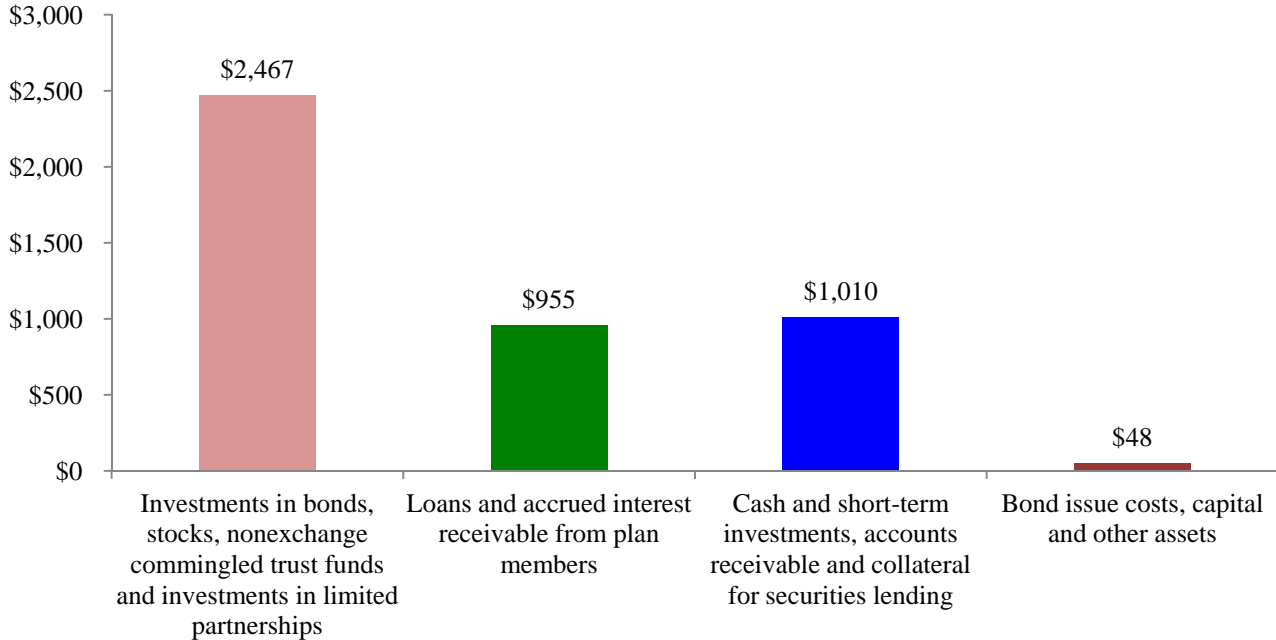 $3,000
$2,500
$2,000
$1,500
$1,000
$500
$0
$2,467
$955
$1,010
$48
Investments in bonds,
stocks, nonexchange
commingled trust funds
and investments in limited
partnerships
Loans and accrued interest
receivable from plan
members
Cash and short-term
investments, accounts
receivable and collateral
for securities lending
Bond issue costs, capital
and other assets